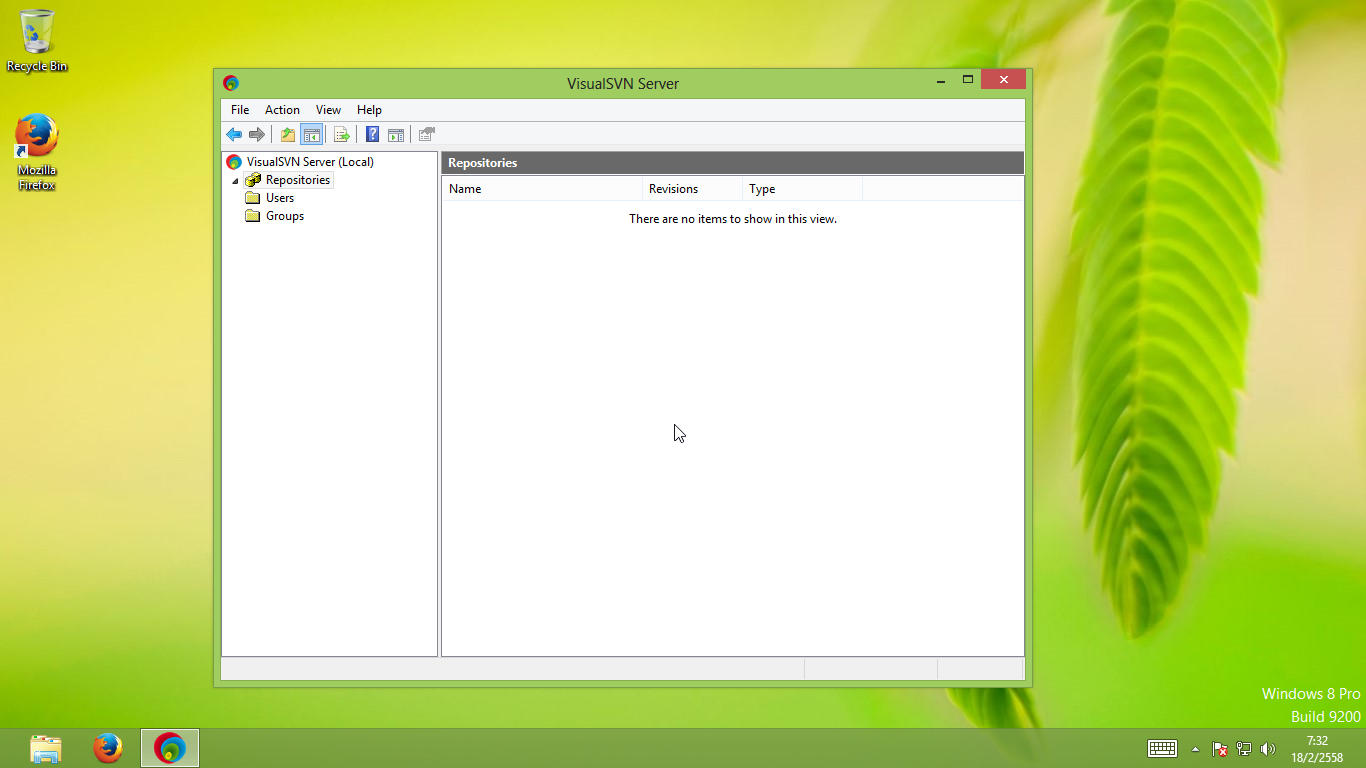 Recycle Bin
Mozilla
Firefox
VisualSVN Server
File Action View Help
VisualSVN Server (Local)
Repositories
Users
Groups
Repositories
Name Revisions Type
There are no items to show in this view.
Windows 8 Pro
Build 9200
7:32
18/2/2558